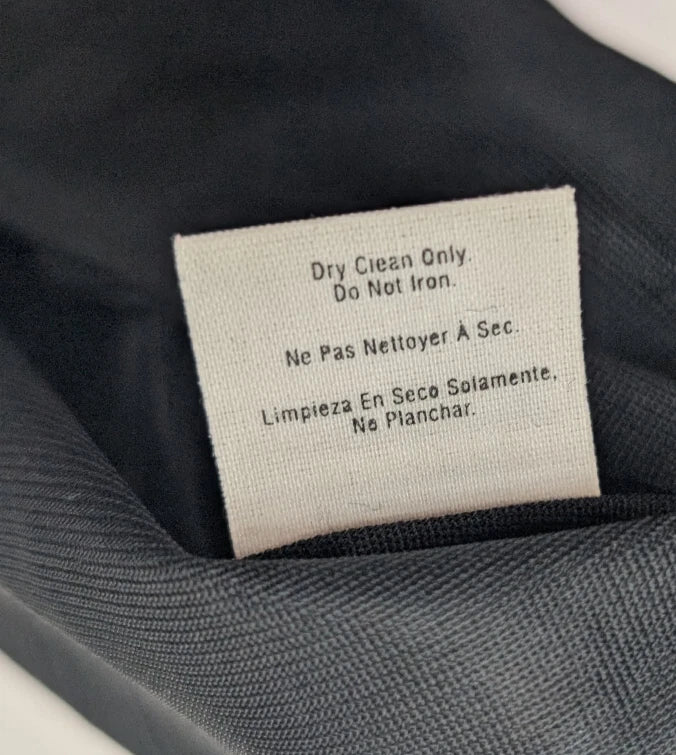 Dry Clean Only.
Do Not Iron.
Ne Pas Nettoyer À Sec.
Limpieza En Seco Solamente,
No Planchar.